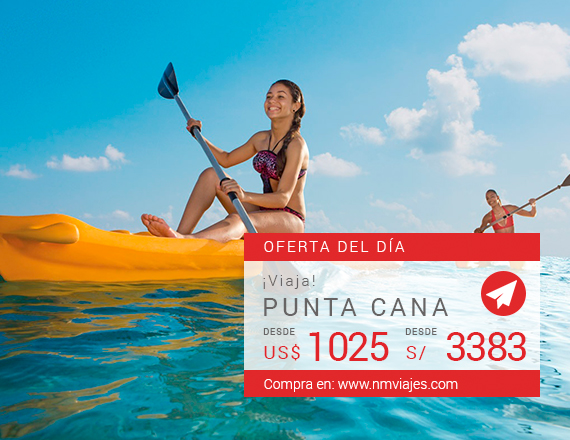 OFERTA DEL DÍA
¡Viaja!
PUNTA CANA
DESDE DESDE
US$ 1025 S/ 3383
Compra en: www.nmviajes.com